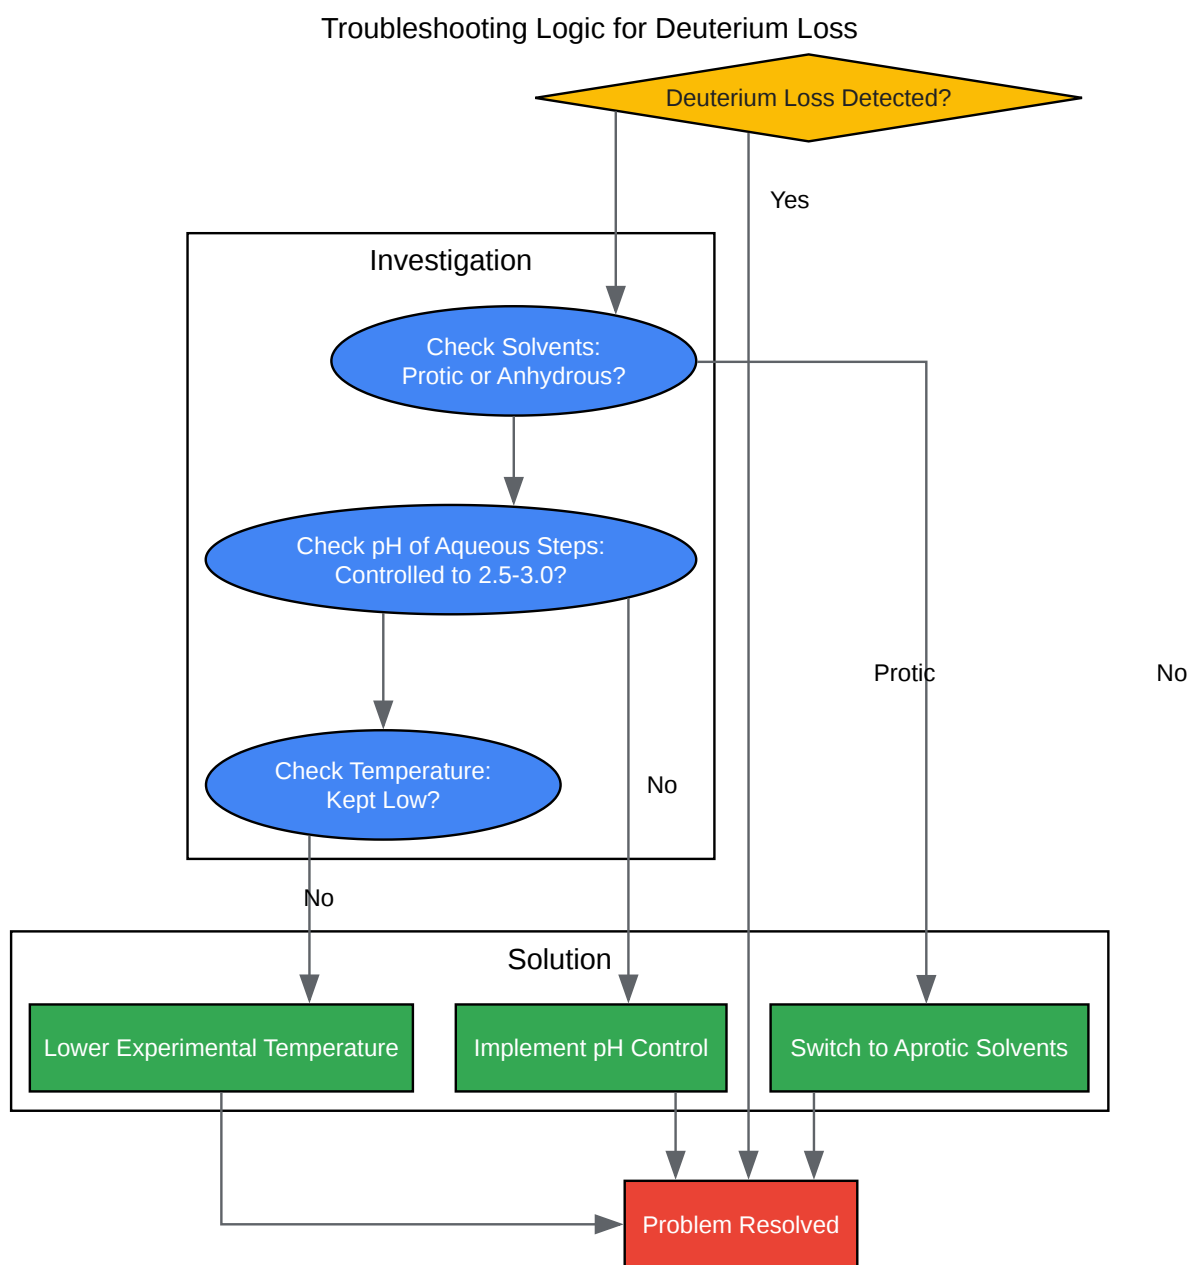 Troubleshooting Logic for Deuterium Loss
Deuterium Loss Detected?
Yes
Investigation
Check Solvents:
Protic or Anhydrous?
Check pH of Aqueous Steps:
Controlled to 2.5-3.0?
Protic
No
Check Temperature:
Kept Low?
No
No
Solution
Lower Experimental Temperature
Implement pH Control
Switch to Aprotic Solvents
Problem Resolved